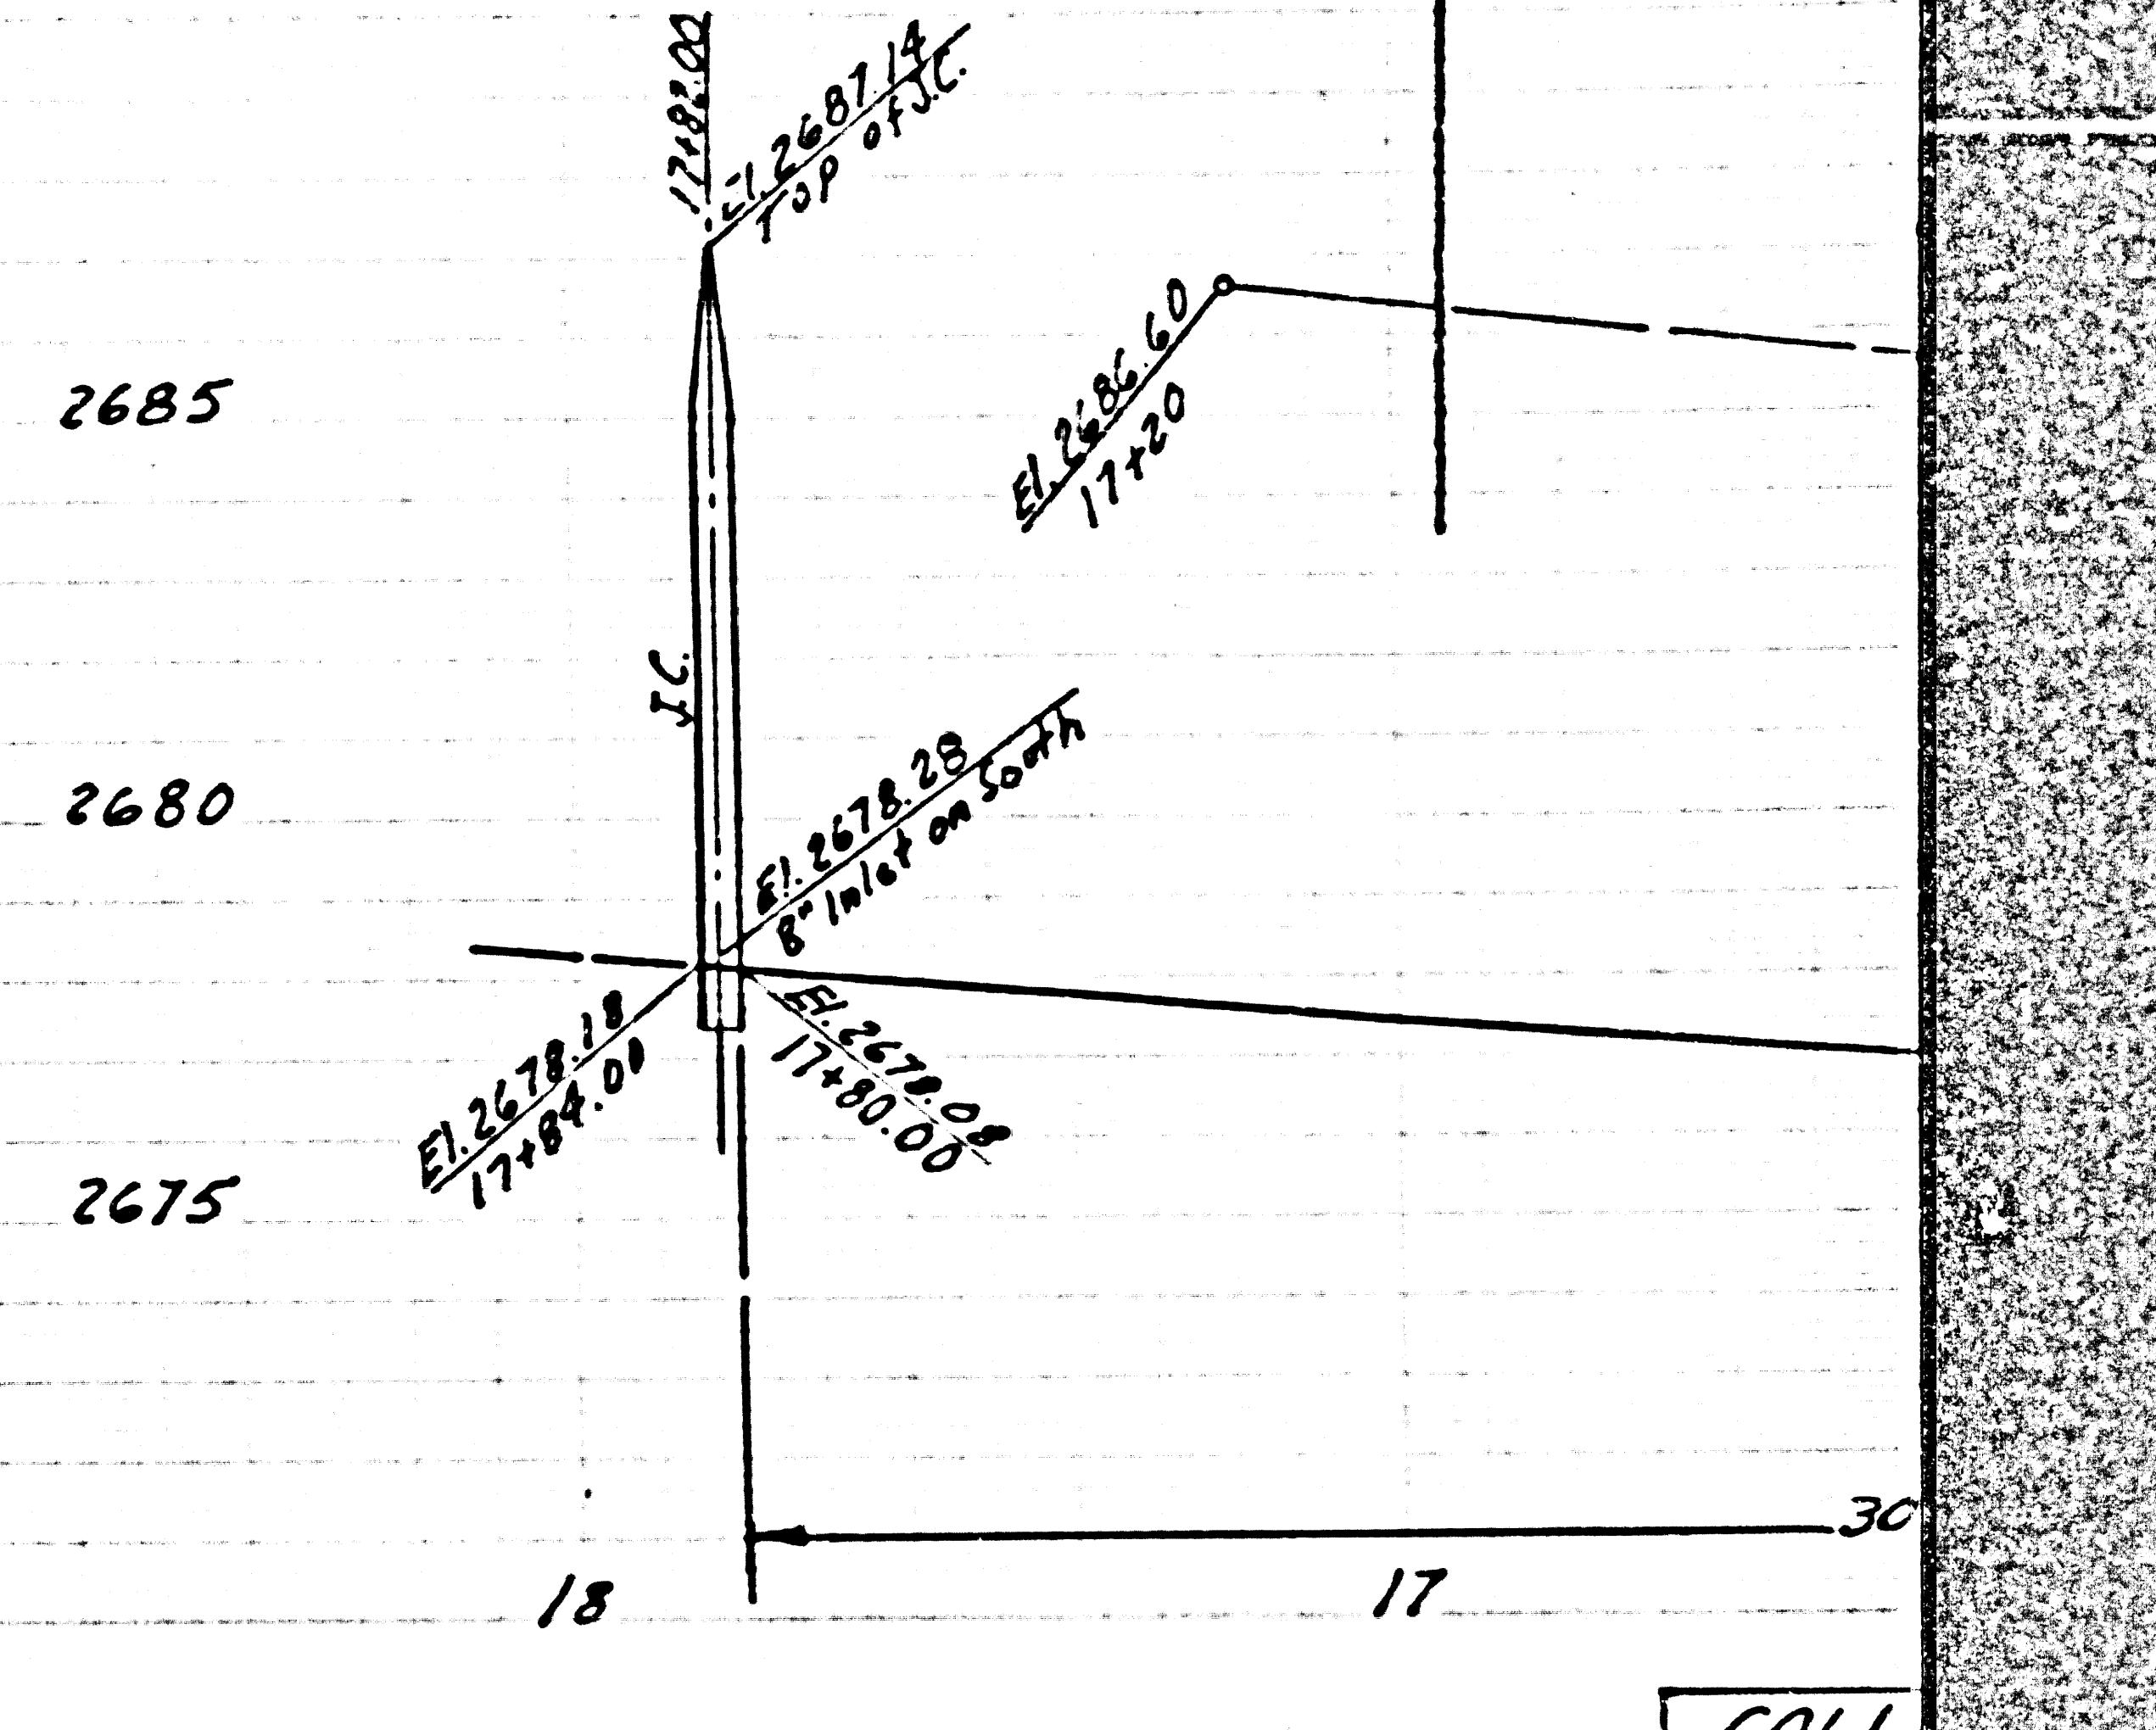 17+82.00
El. 2687.14
Top of J.C.
El. 2686.60
17+20
2685
J.C.
El. 2678.28
8" Inlet on South
2680
El. 2678.18
17+84.00
El. 2678.08
17+80.00
2675
30
18
17